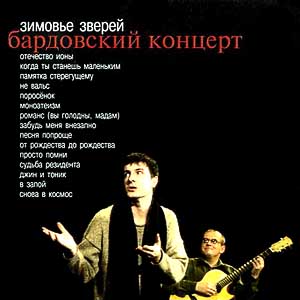 зимовье зверей
бардовский концерт
отечество ионы
когда ты станешь маленьким
памятка стерегущему
не вальс
поросёнок
моноатеизм
романс (вы голодны, мадам)
забудь меня внезапно
песня попроще
от рождества до рождества
просто помни
судьба резидента
джин и тоник
в запой
снова в космос